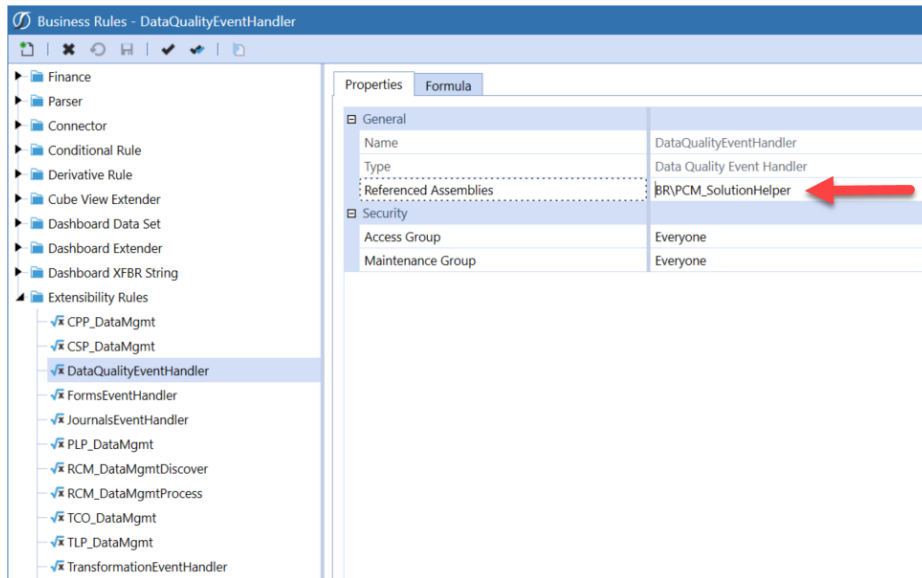 Business Rules - DataQualityEventHandler
Finance
Parser
Connector
Conditional Rule
Derivative Rule
Cube View Extender
Dashboard Data Set
Dashboard Extender
Dashboard XFBR String
Extensibility Rules
CPP_DataMgmt
CSP_DataMgmt
DataQualityEventHandler
FormsEventHandler
JournalsEventHandler
PLP_DataMgmt
RCM_DataMgmtDiscover
RCM_DataMgmtProcess
TCO_DataMgmt
TLP_DataMgmt
TransformationEventHandler
Properties Formula
General
Name DataQualityEventHandler
Type Data Quality Event Handler
Referenced Assemblies BR\PCM_SolutionHelper
Security
Access Group Everyone
Maintenance Group Everyone